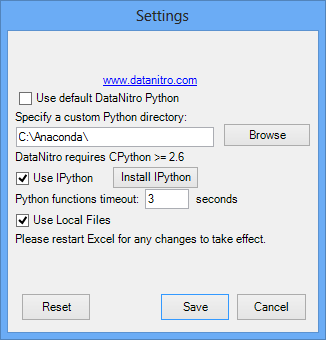 Settings
www.datanitro.com
Use default DataNitro Python
Specify a custom Python directory:
C:\Anaconda\ Browse
DataNitro requires CPython >= 2.6
Use IPython Install IPython
Python functions timeout: 3 seconds
Use Local Files
Please restart Excel for any changes to take effect.
Reset Save Cancel